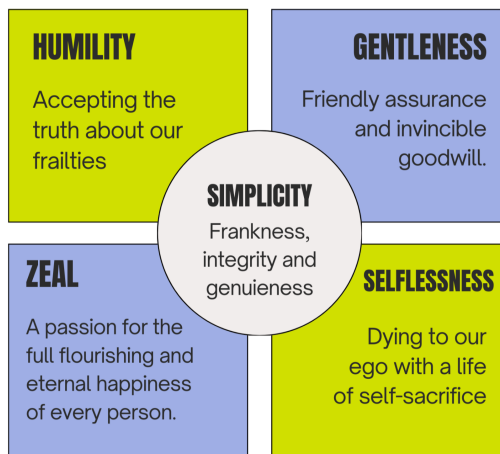 HUMILITY
Accepting the
truth about our
frailties
GENTLENESS
Friendly assurance
and invincible
goodwill.
SIMPLICITY
Frankness,
integrity and
genuieness
ZEAL
A passion for the
full flourishing and
eternal happiness
of every person.
SELFLESSNESS
Dying to our
ego with a life
of self-sacrifice